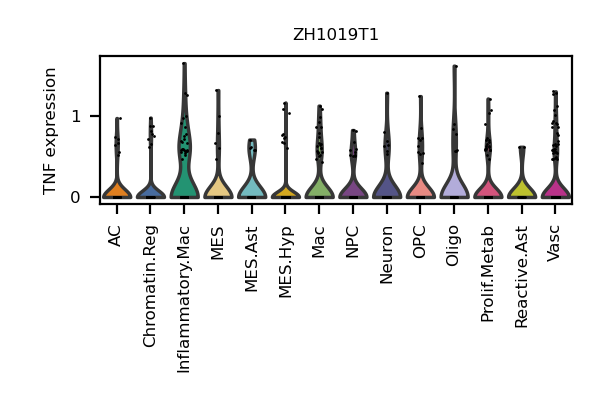 ZH1019T1
TNF expression
1
0
AC
Chromatin.Reg
Inflammatory.Mac
MES
MES.Ast
MES.Hyp
Mac
NPC
Neuron
OPC
Oligo
Prolif.Metab
Reactive.Ast
Vasc